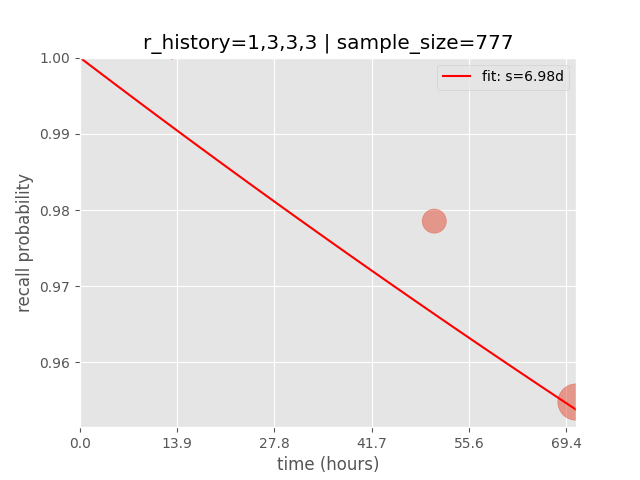 r_history=1,3,3,3 | sample_size=777
fit: s=6.98d
1.00
0.99
0.98
0.97
0.96
recall probability
0.0 13.9 27.8 41.7 55.6 69.4
time (hours)